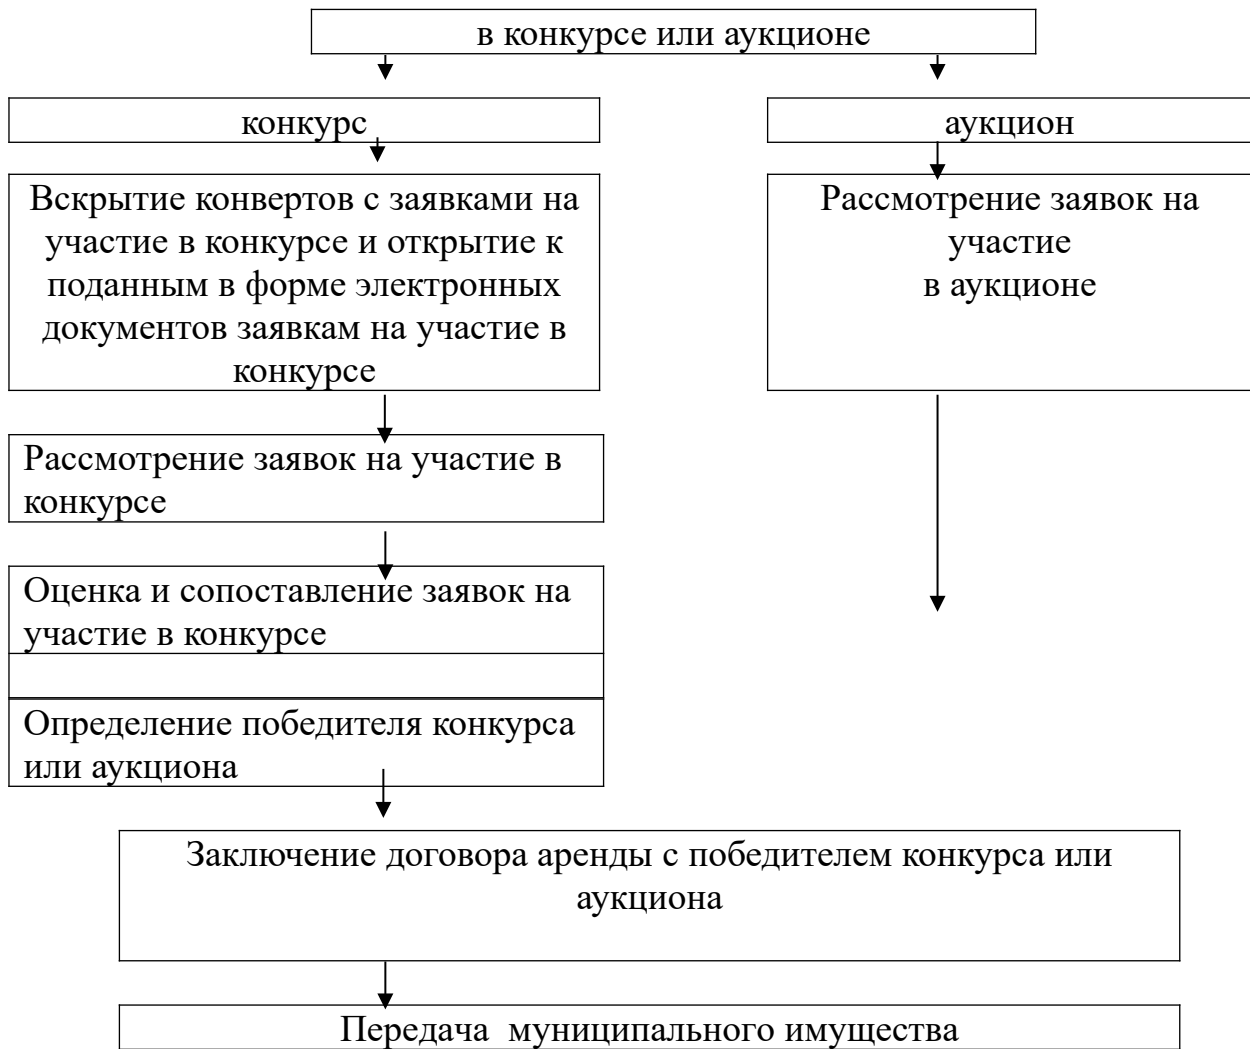 в конкурсе или аукционе
конкурс
аукцион
Вскрытие конвертов с заявками на
участие в конкурсе и открытие к
поданным в форме электронных
документов заявкам на участие в
конкурсе
Рассмотрение заявок на
участие
в аукционе
Рассмотрение заявок на участие в
конкурсе
Оценка и сопоставление заявок на
участие в конкурсе
Определение победителя конкурса
или аукциона
Заключение договора аренды с победителем конкурса или
аукциона
Передача муниципального имущества